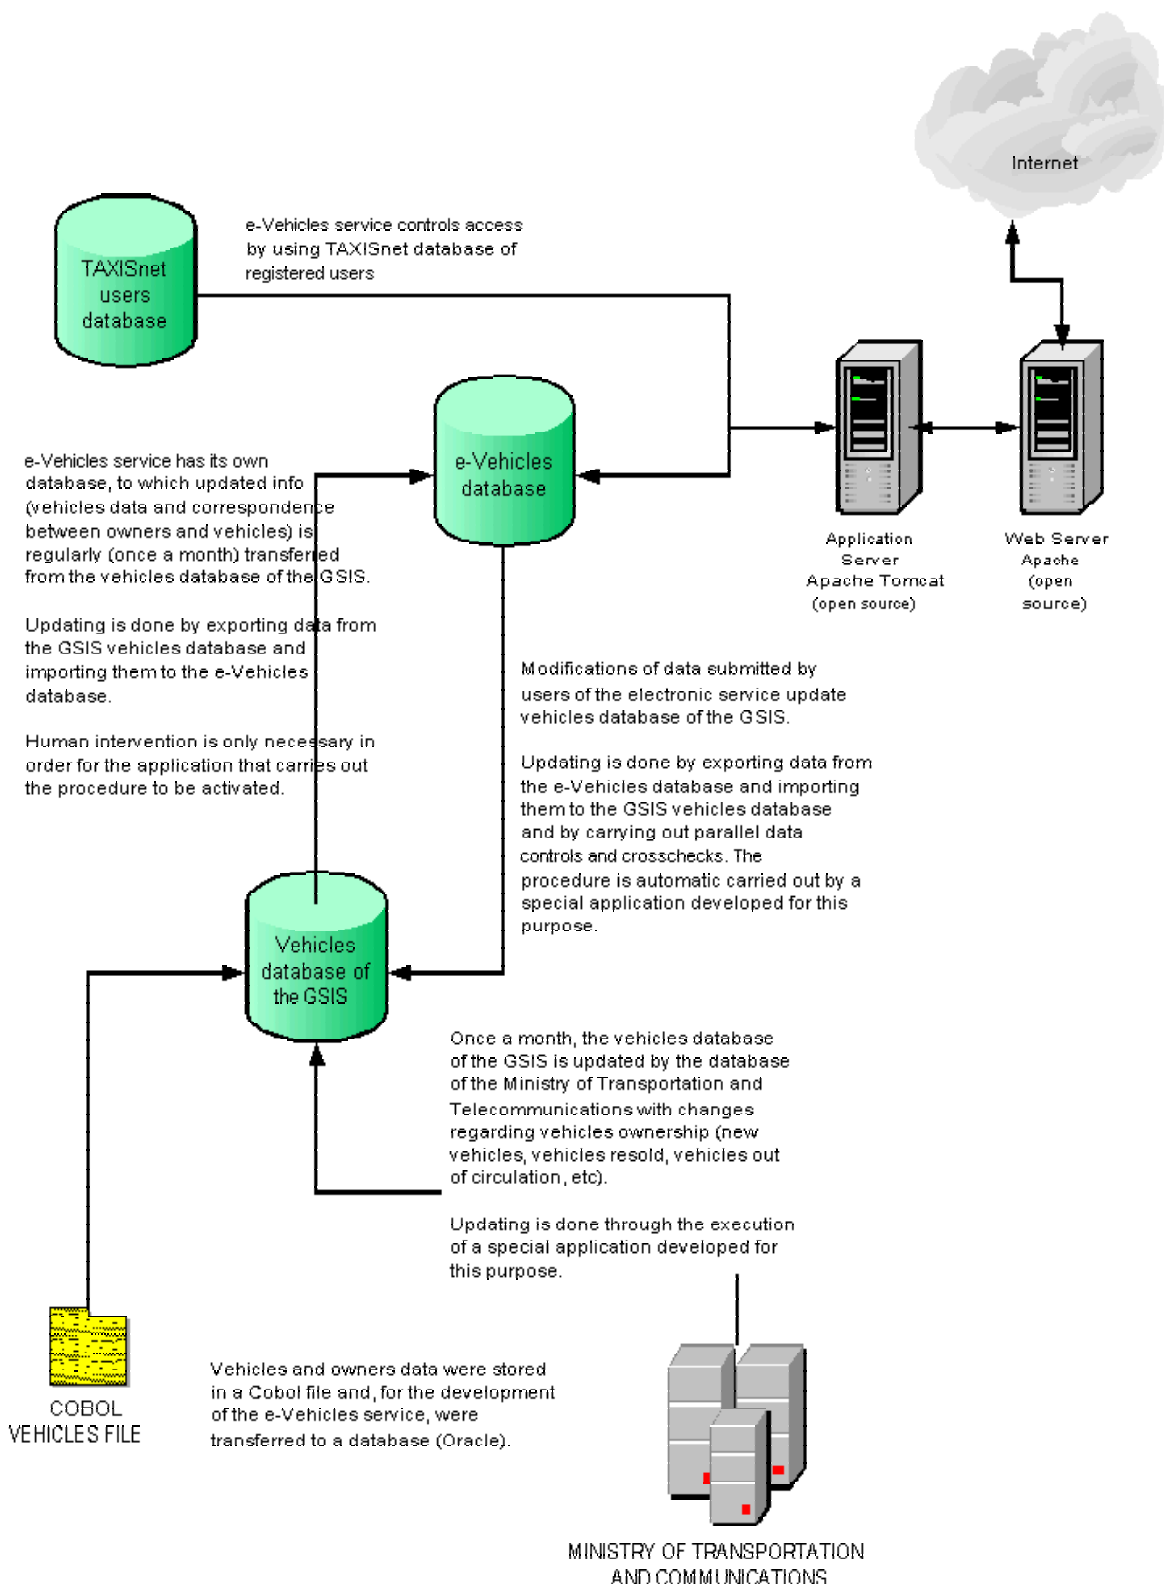 Internet
e-Vehicles service controls access
by using TAXISnet database of
registered users
TAXISnet
users
database
e-Vehicles
database
e-Vehicles service has its own
database, to which updated info
(vehicles data and correspondence
between owners and vehicles) is
regularly (once a month) transferred
from the vehicles database of the GSIS.
Updating is done by exporting data from
the GSIS vehicles database and
importing them to the e-Vehicles
database.
Human intervention is only necessary in
order for the application that carries out
the procedure to be activated.
Application
Server
Apache Tomcat
(open source)
Web Server
Apache
(open
source)
Modifications of data submitted by
users of the electronic service update
vehicles database of the GSIS.
Updating is done by exporting data from
the e-Vehicles database and importing
them to the GSIS vehicles database
and by carrying out parallel data
controls and crosschecks. The
procedure is automatic carried out by a
special application developed for this
purpose.
Vehicles
database of
the GSIS
Once a month, the vehicles database
of the GSIS is updated by the database
of the Ministry of Transportation and
Telecommunications with changes
regarding vehicles ownership (new
vehicles, vehicles resold, vehicles out
of circulation, etc).
Updating is done through the execution
of a special application developed for
this purpose.
COBOL
VEHICLES FILE
Vehicles and owners data were stored
in a Cobol file and, for the development
of the e-Vehicles service, were
transferred to a database (Oracle).
MINISTRY OF TRANSPORTATION
AND COMMUNICATIONS